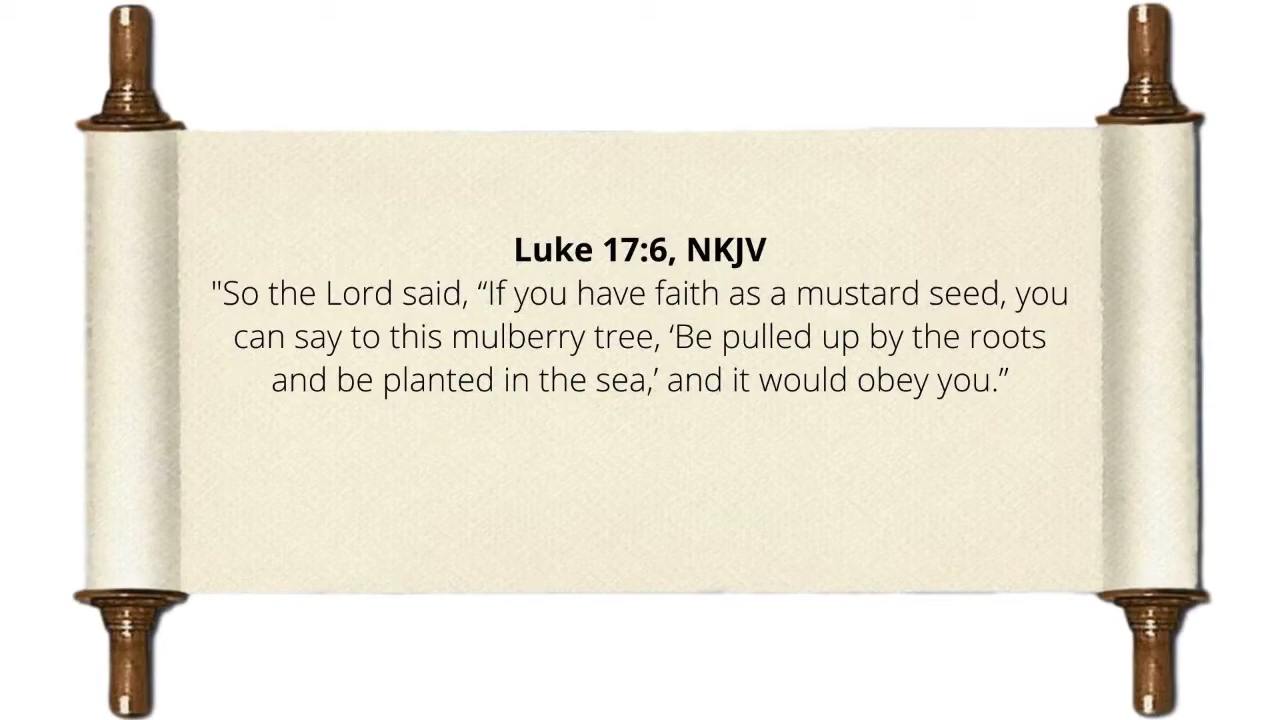 Luke 17:6, NKJV
"So the Lord said, “If you have faith as a mustard seed, you
can say to this mulberry tree, ‘Be pulled up by the roots
and be planted in the sea,’ and it would obey you.”